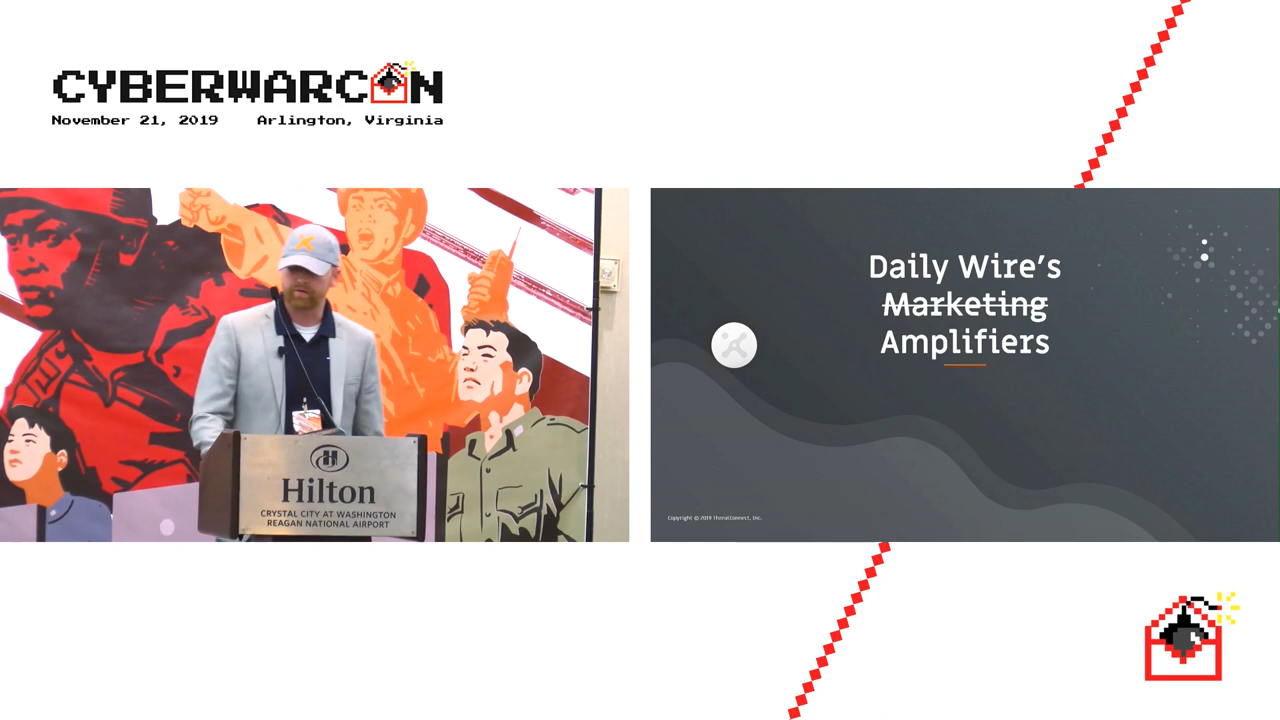 CYBERWARCON
November 21, 2019 Arlington, Virginia
Hilton
CRYSTAL CITY AT WASHINGTON
REAGAN NATIONAL AIRPORT
Daily Wire's
Marketing
Amplifiers
Copyright © 2019 ThreatConnect, Inc.